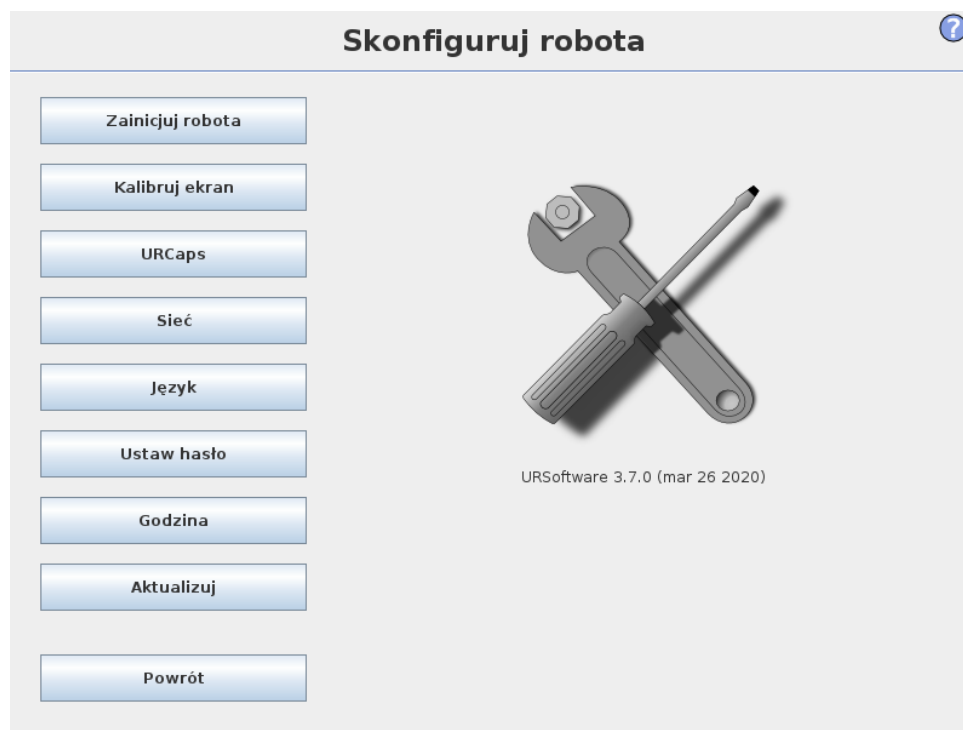 Skonfiguruj robota
?
Zainicjuj robota
Kalibruj ekran
URCaps
Sieć
Język
Ustaw hasło
Godzina
Aktualizuj
Powrót
URSoftware 3.7.0 (mar 26 2020)